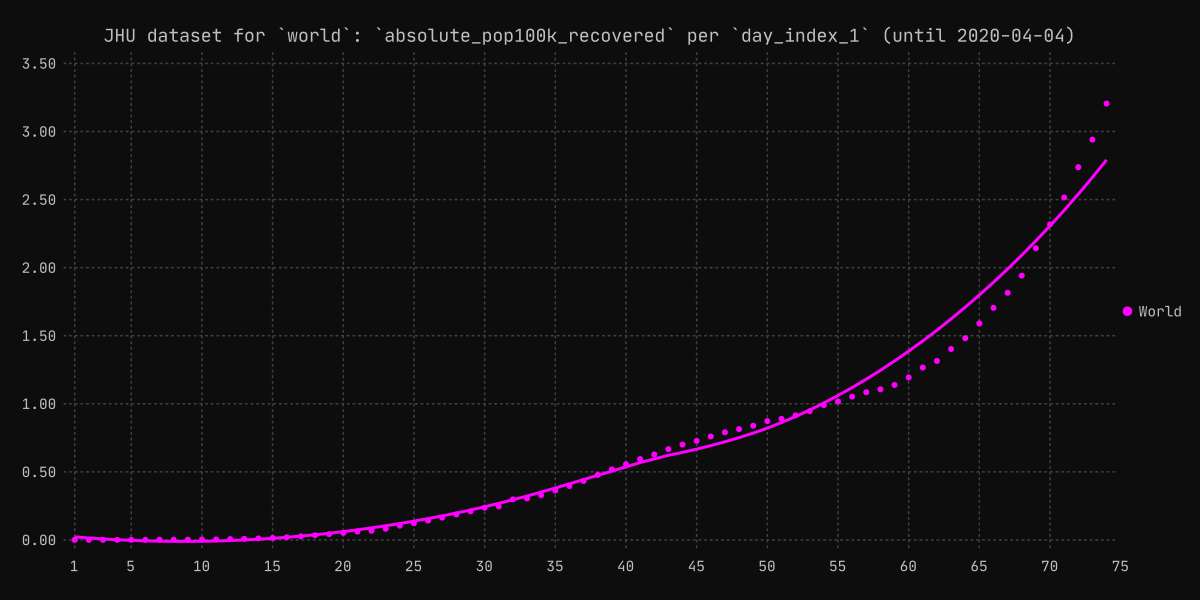 JHU dataset for `world`: `absolute_pop100k_recovered` per `day_index_1` (until 2020-04-04)
3.50
3.00
2.50
2.00
1.50
1.00
0.50
0.00
World
1 5 10 15 20 25 30 35 40 45 50 55 60 65 70 75